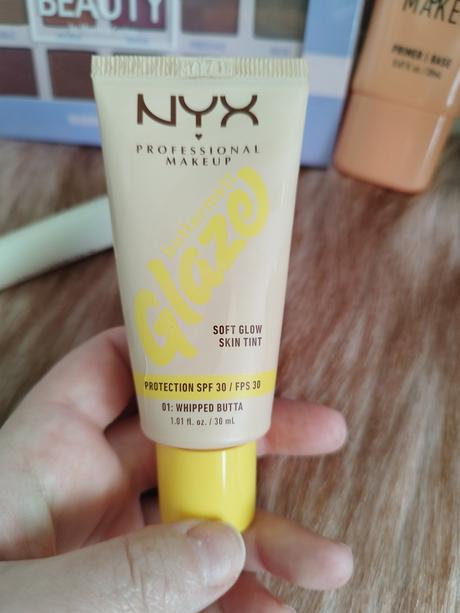 BEAUTY
MAKE
PRIMER / BASE
NYX
PROFESSIONAL
MAKEUP
buttermelt
Glaze
SOFT GLOW
SKIN TINT
PROTECTION SPF 30 / FPS 30
01: WHIPPED BUTTA
1.01 fl. oz. / 30 mL